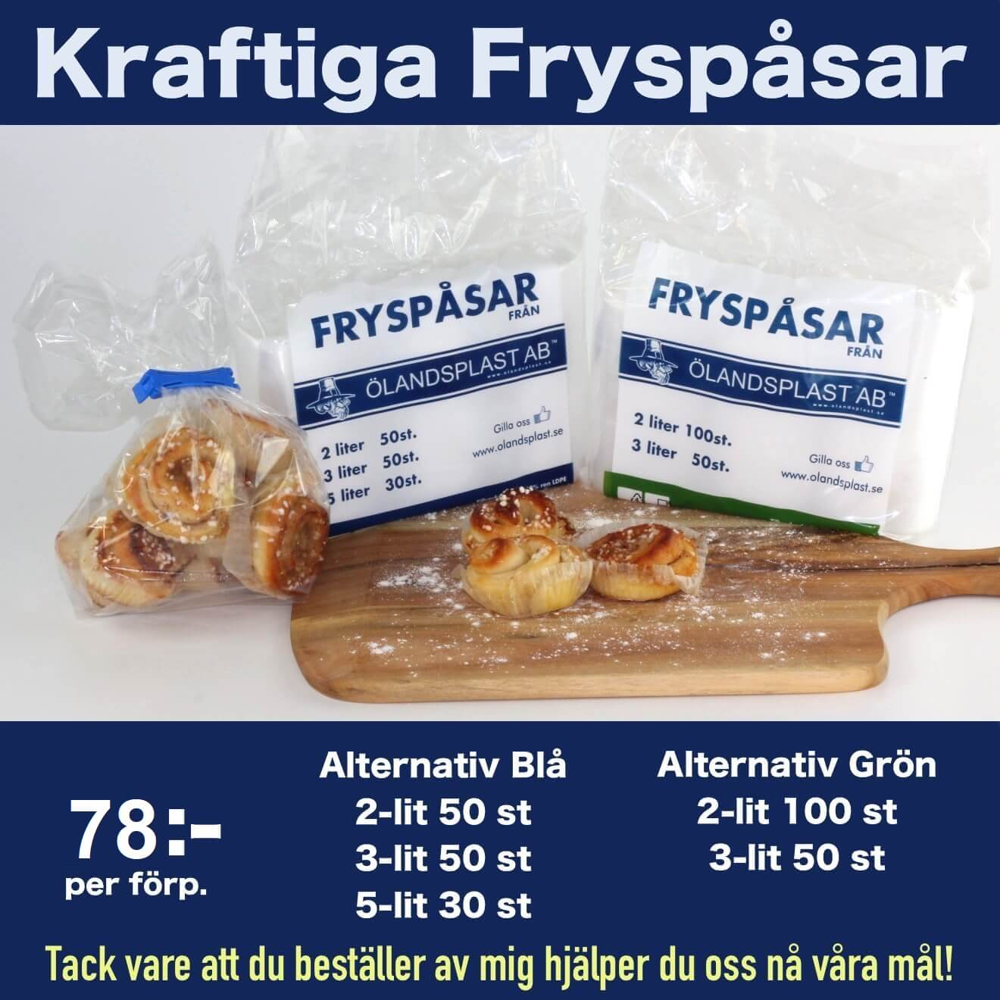 Kraftiga Fryspåsar
FRYSPÅSAR
FRÅN
ÖLANDSPLAST AB™
www.olandsplast.se
2 liter 50st.
3 liter 50st.
5 liter 30st.
Gilla oss
www.olandsplast.se
ren LDPE
FRYSPÅSAR
FRÅN
ÖLANDSPLAST AB™
www.olandsplast.se
2 liter 100st.
3 liter 50st.
Gilla oss
www.olandsplast.se
78:-
per förp.
Alternativ Blå
2-lit 50 st
3-lit 50 st
5-lit 30 st
Alternativ Grön
2-lit 100 st
3-lit 50 st
Tack vare att du beställer av mig hjälper du oss nå våra mål!